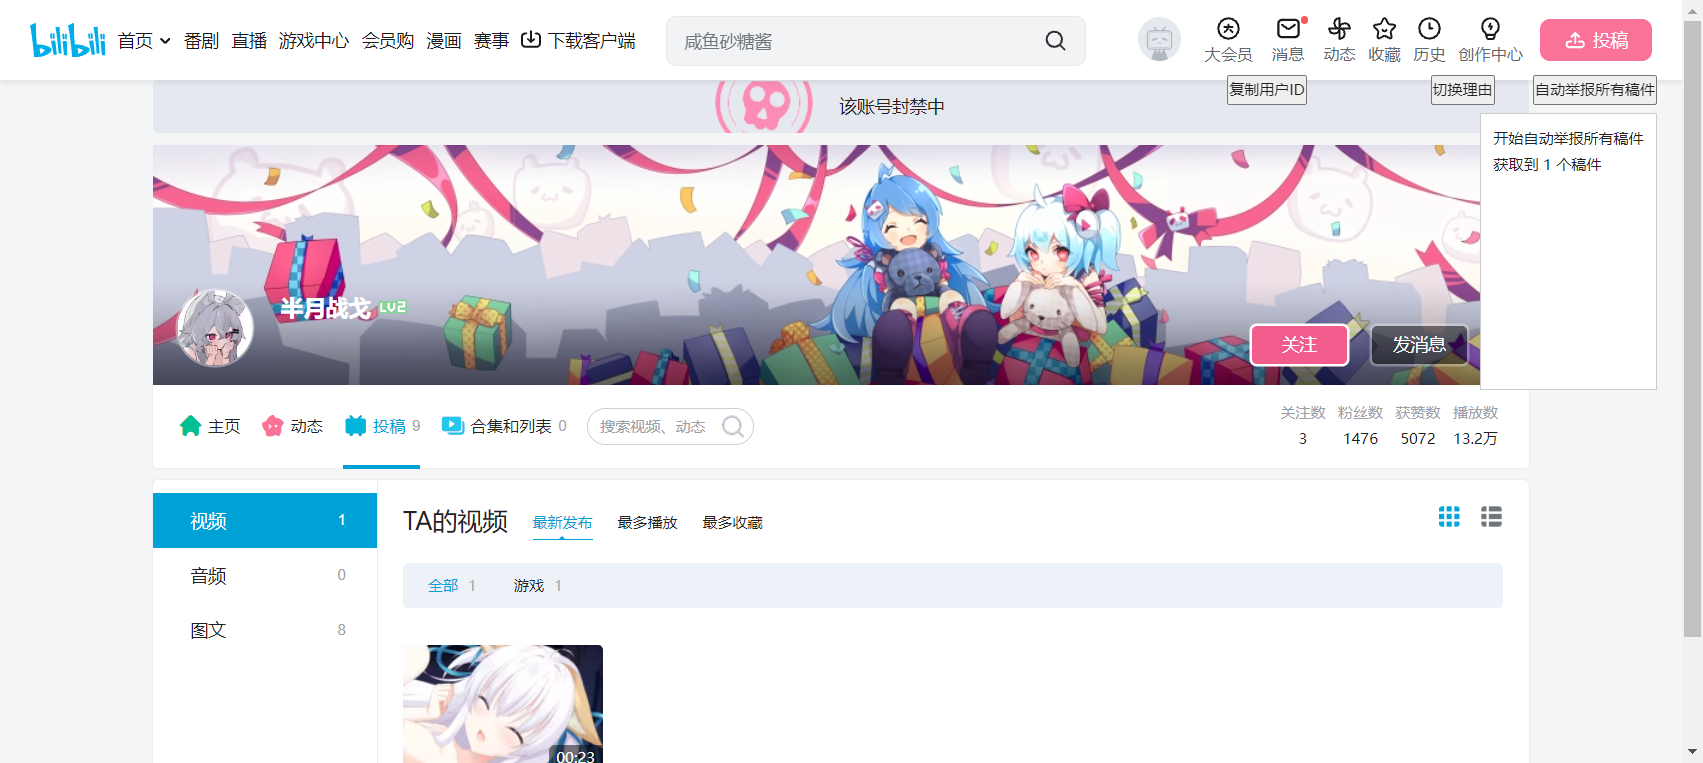 bilibili
首页 番剧 直播 游戏中心 会员购 漫画 赛事 下载客户端
咸鱼砂糖酱
大会员 消息 动态 收藏 历史 创作中心 投稿
复制用户ID 切换理由 自动举报所有稿件
该账号封禁中
开始自动举报所有稿件
获取到 1 个稿件
半月战戈 LV2
关注 发消息
主页 动态 投稿 9 合集和列表 0 搜索视频、动态
关注数 粉丝数 获赞数 播放数
3 1476 5072 13.2万
视频 1
音频 0
图文 8
TA的视频 最新发布 最多播放 最多收藏
全部 1 游戏 1
00:23